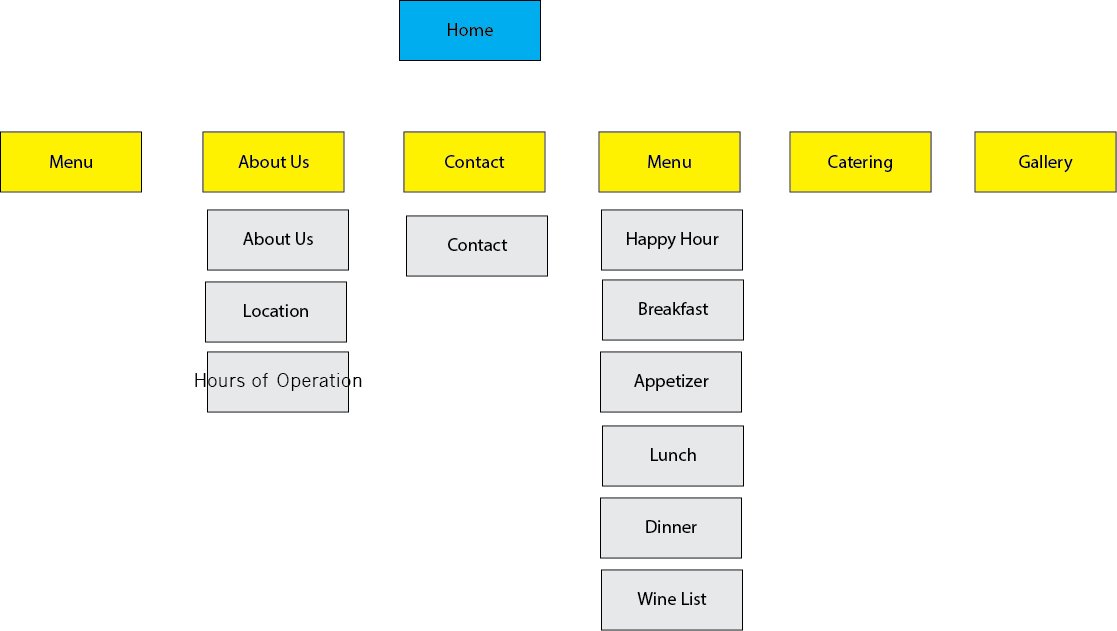 Home
Menu
About Us
Contact
Menu
Catering
Gallery
About Us
Contact
Happy Hour
Location
Breakfast
Hours of Operation
Appetizer
Lunch
Dinner
Wine List